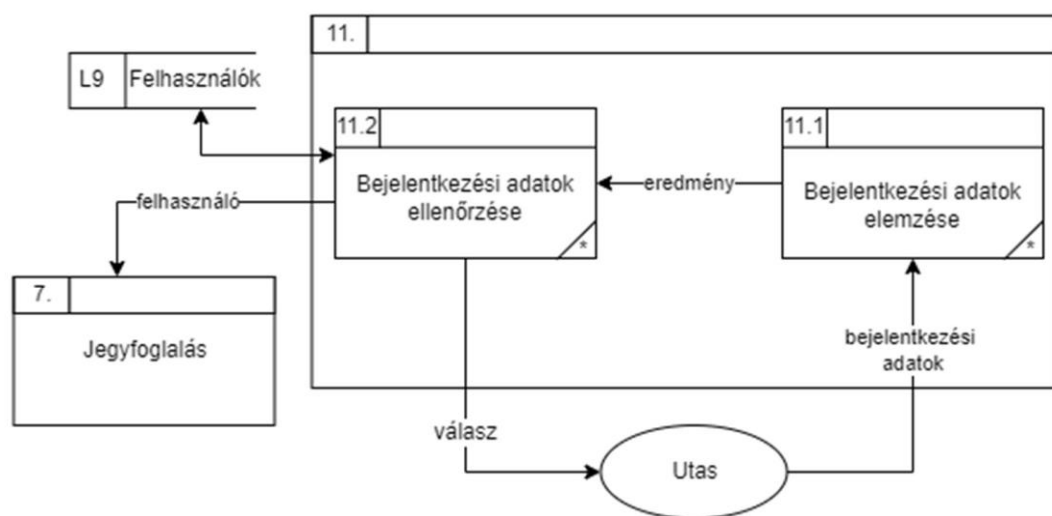 11.
L9 Felhasználók
11.2
11.1
Bejelentkezési adatok
ellenőrzése
*
eredmény
Bejelentkezési adatok
elemzése
*
felhasználó
7.
Jegyfoglalás
bejelentkezési
adatok
válasz
Utas